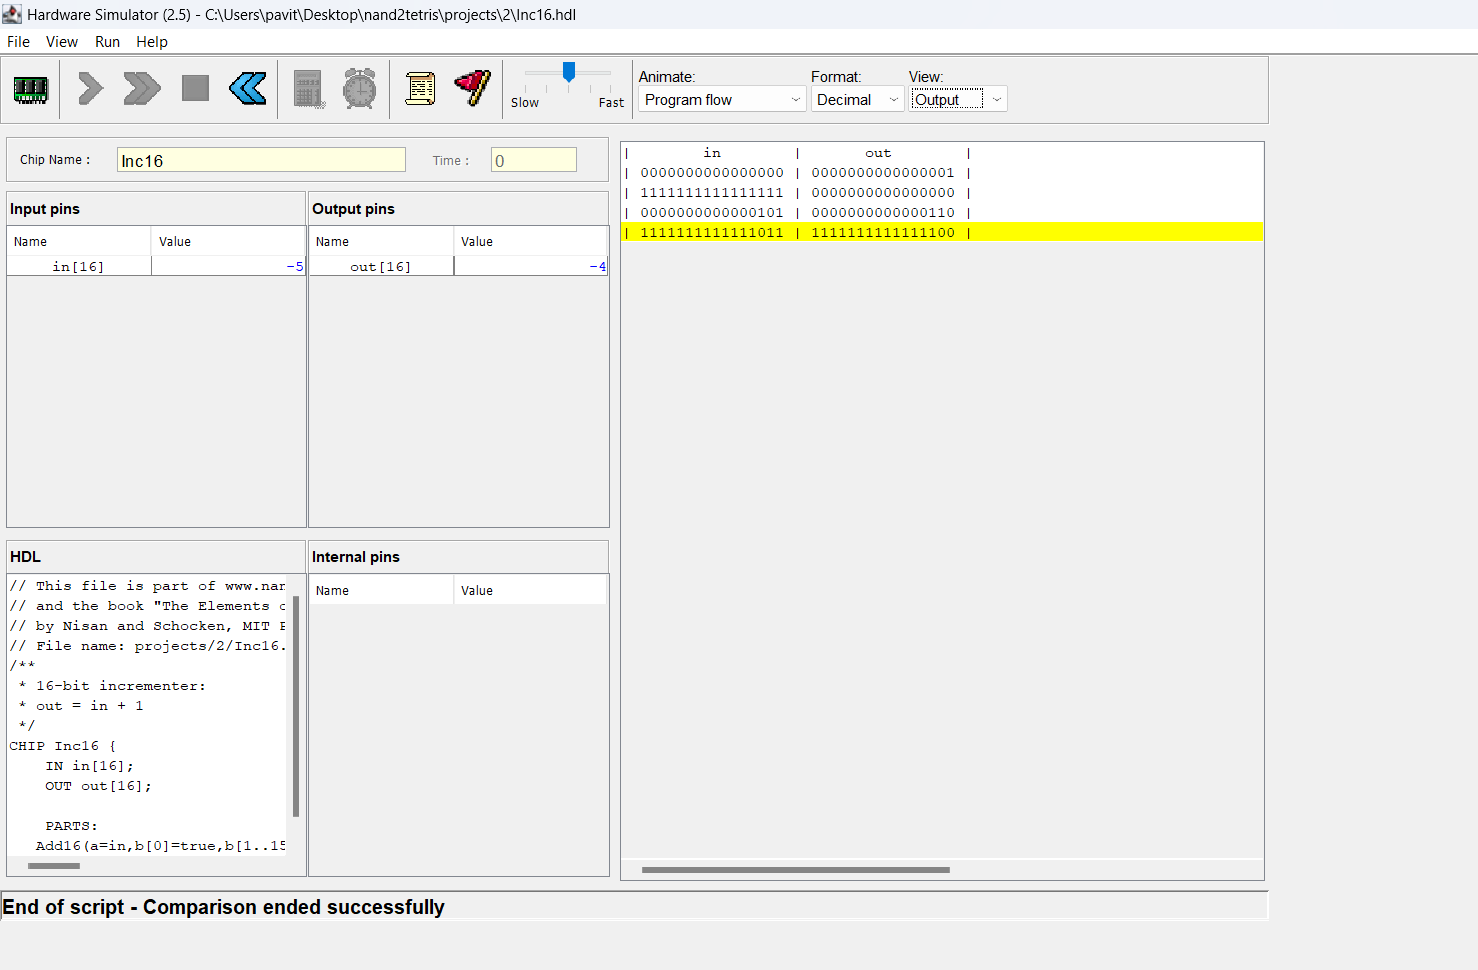 Hardware Simulator (2.5) - C:\Users\pavit\Desktop\nand2tetris\projects\2\Inc16.hdl
File View Run Help
Slow Fast
Animate: Format: View:
Program flow Decimal Output
Chip Name : Inc16 Time : 0
Input pins
Name Value
in[16] -5
Output pins
Name Value
out[16] -4
| in | out |
| 0000000000000000 | 0000000000000001 |
| 1111111111111111 | 0000000000000000 |
| 0000000000000101 | 0000000000000110 |
| 1111111111111011 | 1111111111111100 |
HDL
// This file is part of www.nan
// and the book "The Elements o
// by Nisan and Schocken, MIT P
// File name: projects/2/Inc16.
/**
* 16-bit incrementer:
* out = in + 1
*/
CHIP Inc16 {
IN in[16];
OUT out[16];
PARTS:
Add16(a=in,b[0]=true,b[1..15
Internal pins
Name Value
End of script - Comparison ended successfully